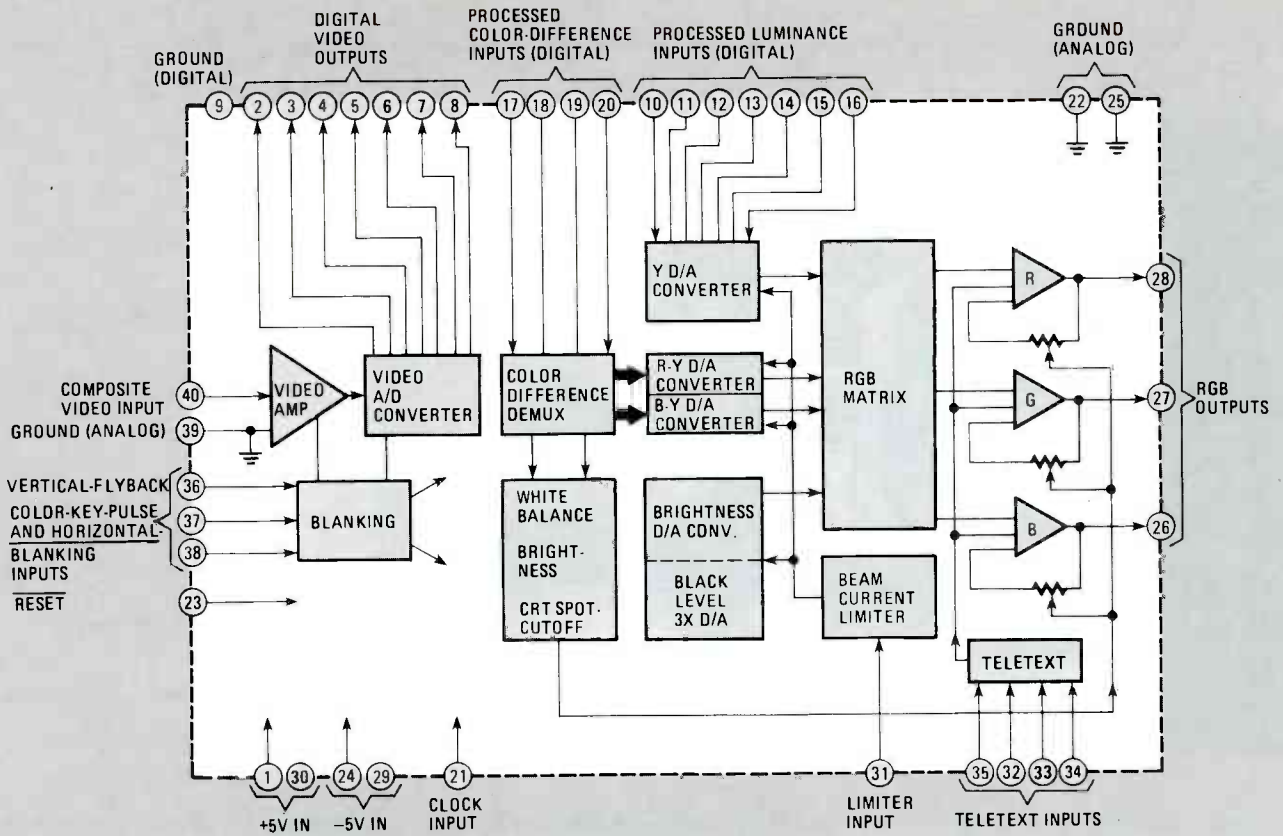 GROUND
(DIGITAL)
DIGITAL
VIDEO
OUTPUTS
PROCESSED
COLOR-DIFFERENCE
INPUTS (DIGITAL)
PROCESSED LUMINANCE
INPUTS (DIGITAL)
GROUND
(ANALOG)
9 2 3 4 5 6 7 8 17 18 19 20 10 11 12 13 14 15 16 22 25
Y D/A
CONVERTER
R
28
COMPOSITE
VIDEO INPUT
40
VIDEO
AMP
VIDEO
A/D
CONVERTER
COLOR
DIFFERENCE
DEMUX
R-Y D/A
CONVERTER
B-Y D/A
CONVERTER
RGB
MATRIX
G
27
RGB
OUTPUTS
GROUND (ANALOG)
39
VERTICAL-FLYBACK
36
COLOR-KEY-PULSE
AND HORIZONTAL-
BLANKING
INPUTS
37
38
BLANKING
WHITE
BALANCE
BRIGHT-
NESS
CRT SPOT-
CUTOFF
BRIGHTNESS
D/A CONV.
BLACK
LEVEL
3X D/A
BEAM
CURRENT
LIMITER
B
26
RESET
23
TELETEXT
1 30 24 29 21 31 35 32 33 34
+5V IN
-5V IN
CLOCK
INPUT
LIMITER
INPUT
TELETEXT INPUTS